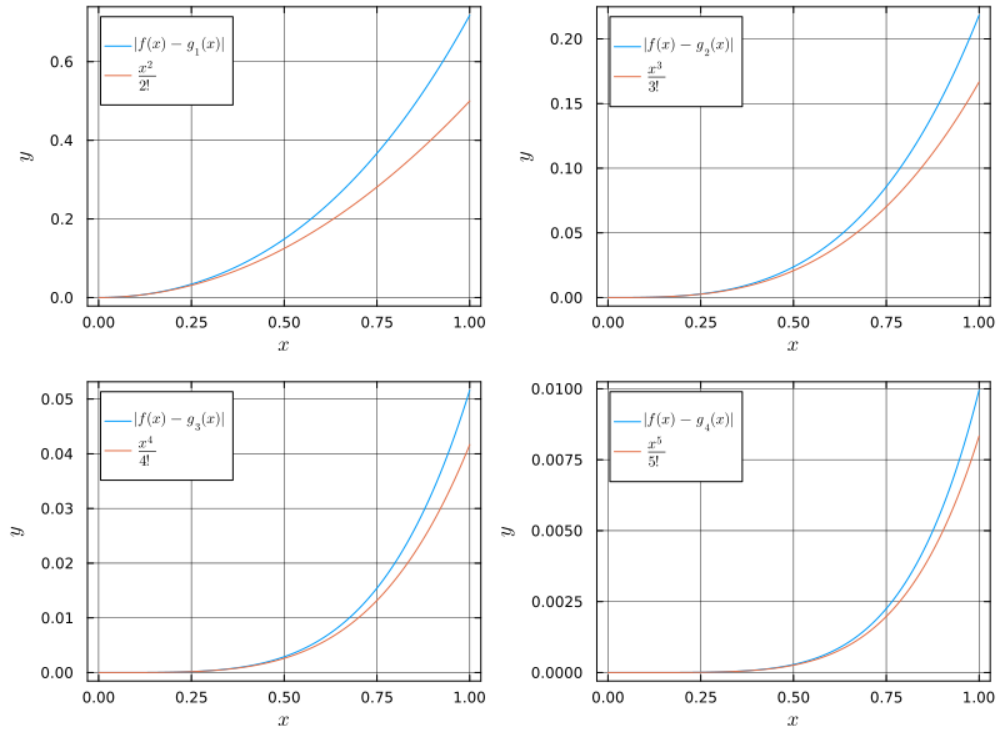 |f(x) − g₁(x)|
x²/2!
y
0.6
0.4
0.2
0.0
0.00 0.25 0.50 0.75 1.00
x
|f(x) − g₂(x)|
x³/3!
y
0.20
0.15
0.10
0.05
0.00
0.00 0.25 0.50 0.75 1.00
x
|f(x) − g₃(x)|
x⁴/4!
y
0.05
0.04
0.03
0.02
0.01
0.00
0.00 0.25 0.50 0.75 1.00
x
|f(x) − g₄(x)|
x⁵/5!
y
0.0100
0.0075
0.0050
0.0025
0.0000
0.00 0.25 0.50 0.75 1.00
x